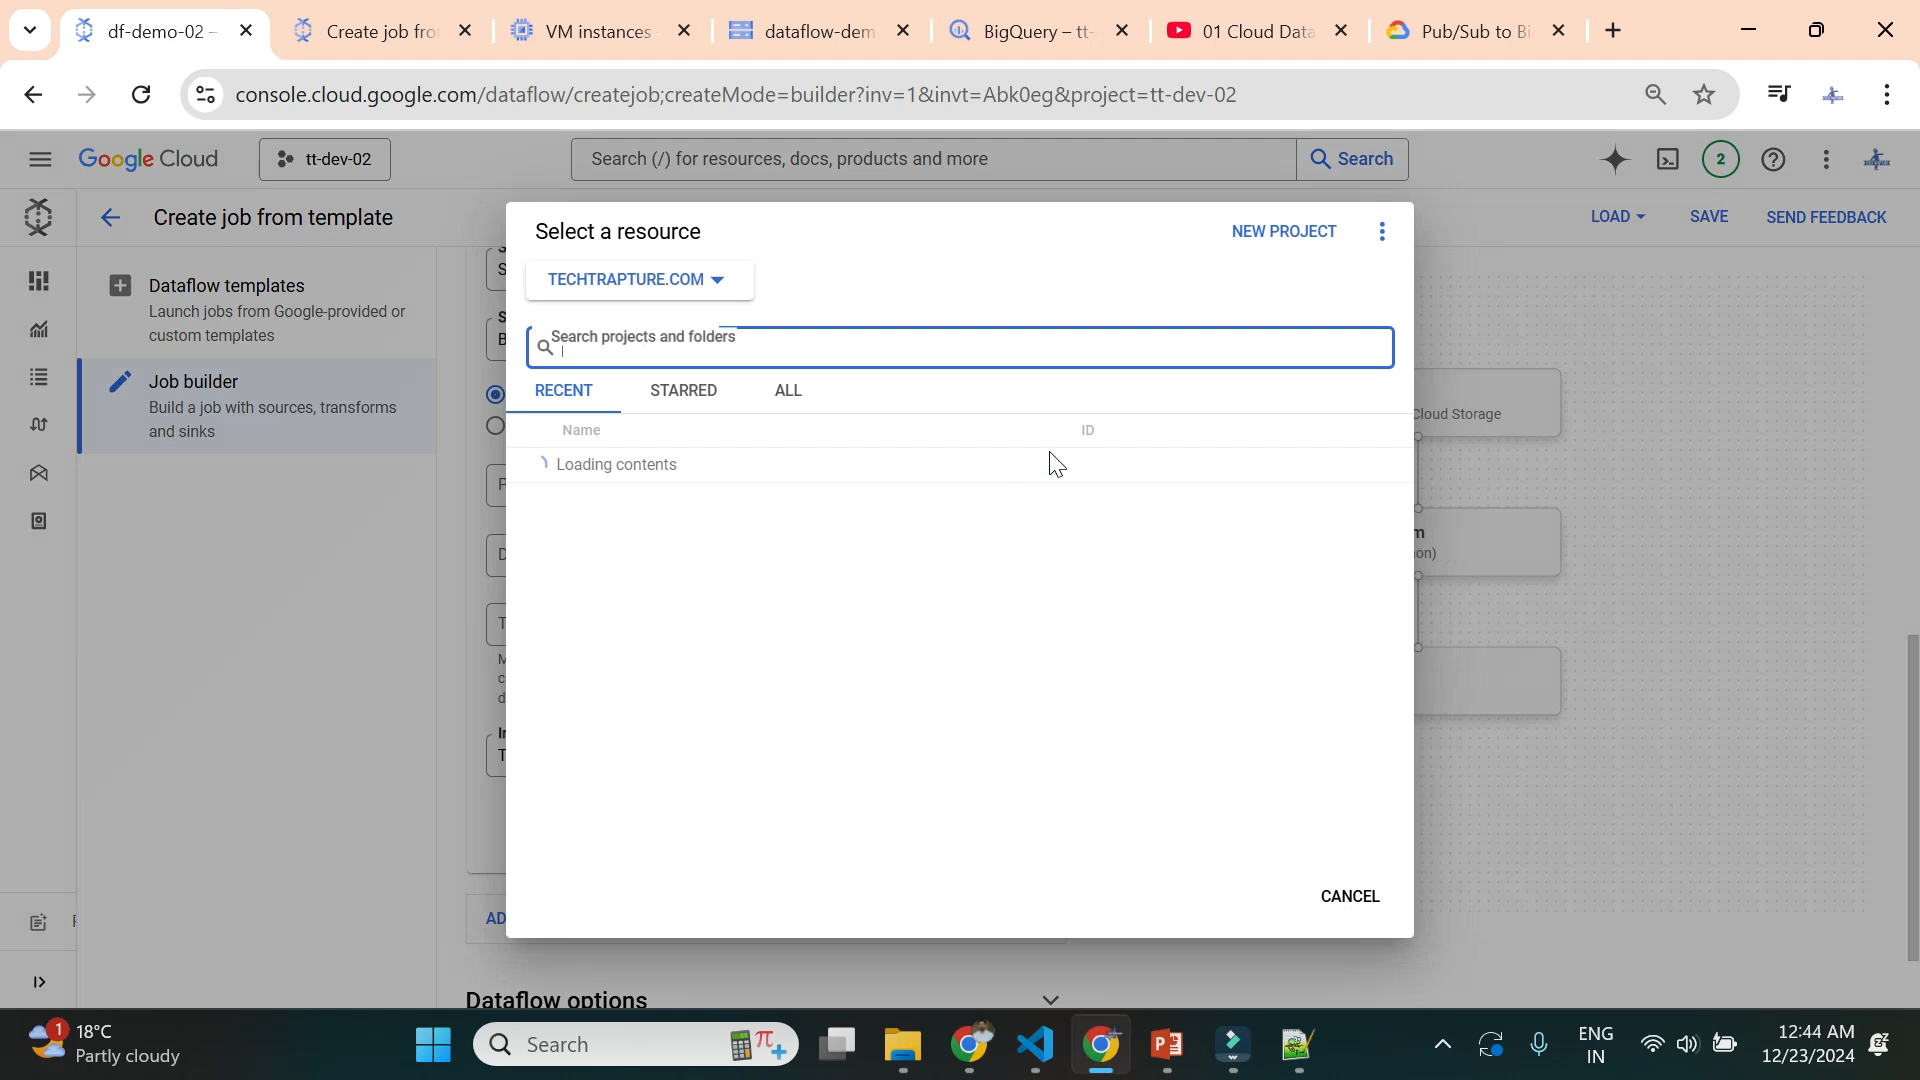 df-demo-02 –
Create job fro
VM instances
dataflow-dem
BigQuery – tt-
01 Cloud Data
Pub/Sub to Bi
console.cloud.google.com/dataflow/createjob;createMode=builder?inv=1&invt=Abk0eg&project=tt-dev-02
Google Cloud
tt-dev-02
Search (/) for resources, docs, products and more
Search
2
Create job from template
LOAD
SAVE
SEND FEEDBACK
Dataflow templates
Launch jobs from Google-provided or
custom templates
Job builder
Build a job with sources, transforms
and sinks
Select a resource
NEW PROJECT
TECHTRAPTURE.COM
Search projects and folders
RECENT
STARRED
ALL
Name
ID
Loading contents
CANCEL
Cloud Storage
AD
Dataflow options
1
18°C
Partly cloudy
Search
ENG
IN
12:44 AM
12/23/2024